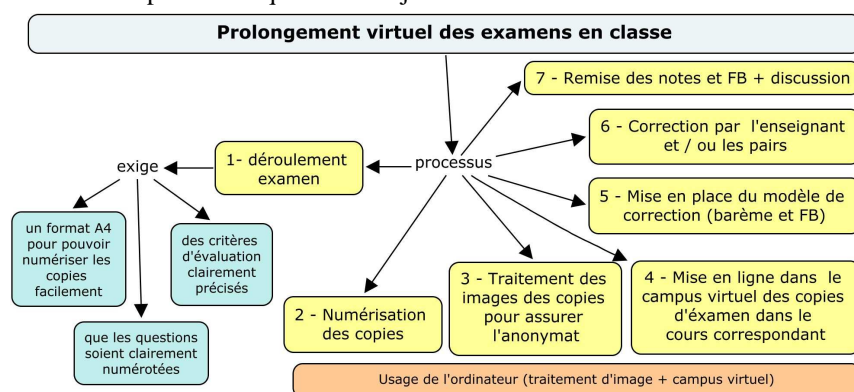 Prolongement virtuel des examens en classe
7 - Remise des notes et FB + discussion
6 - Correction par l'enseignant
et / ou les pairs
exige
1- déroulement
examen
processus
5 - Mise en place du modèle de
correction (barème et FB)
un format A4
pour pouvoir
numériser les
copies
facilement
des critères
d'évaluation
clairement
précisés
que les questions
soient clairement
numérotées
2 - Numérisation
des copies
3 - Traitement des
images des copies
pour assurer
l'anonymat
4 - Mise en ligne dans le
campus virtuel des copies
d'éxamen dans le
cours correspondant
Usage de l'ordinateur (traitement d'image + campus virtuel)